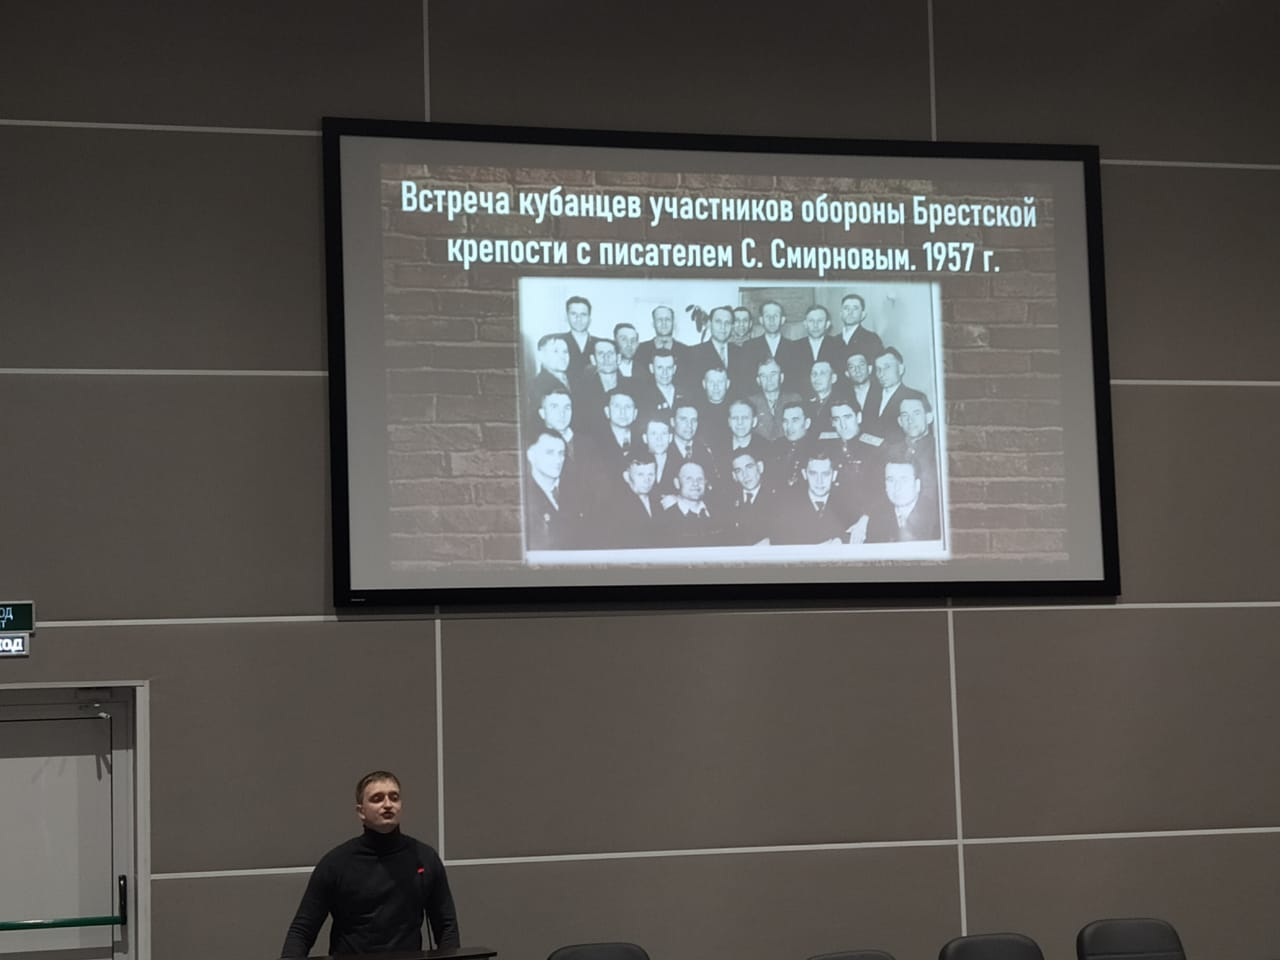 Встреча кубанцев участников обороны Брестской
крепости с писателем С. Смирновым. 1957 г.